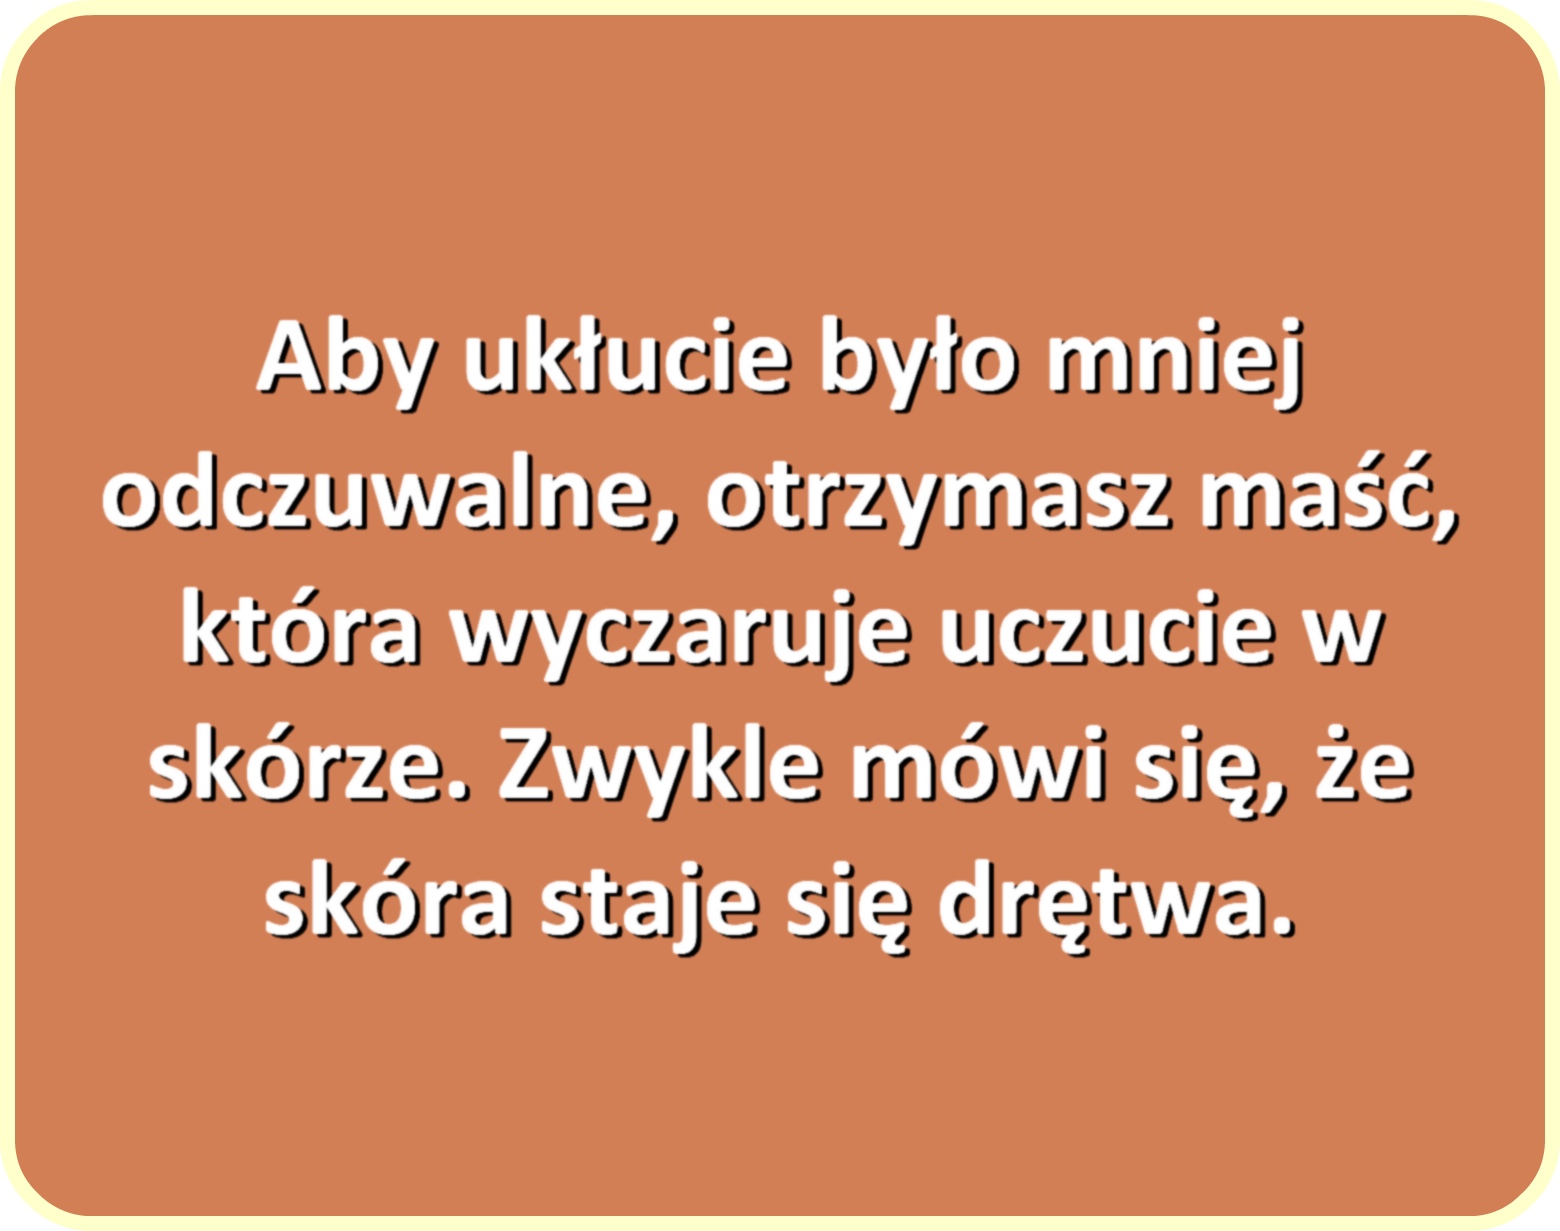 Aby ukłucie było mniej
odczuwalne, otrzymasz maść,
która wyczaruje uczucie w
skórze. Zwykle mówi się, że
skóra staje się drętwa.